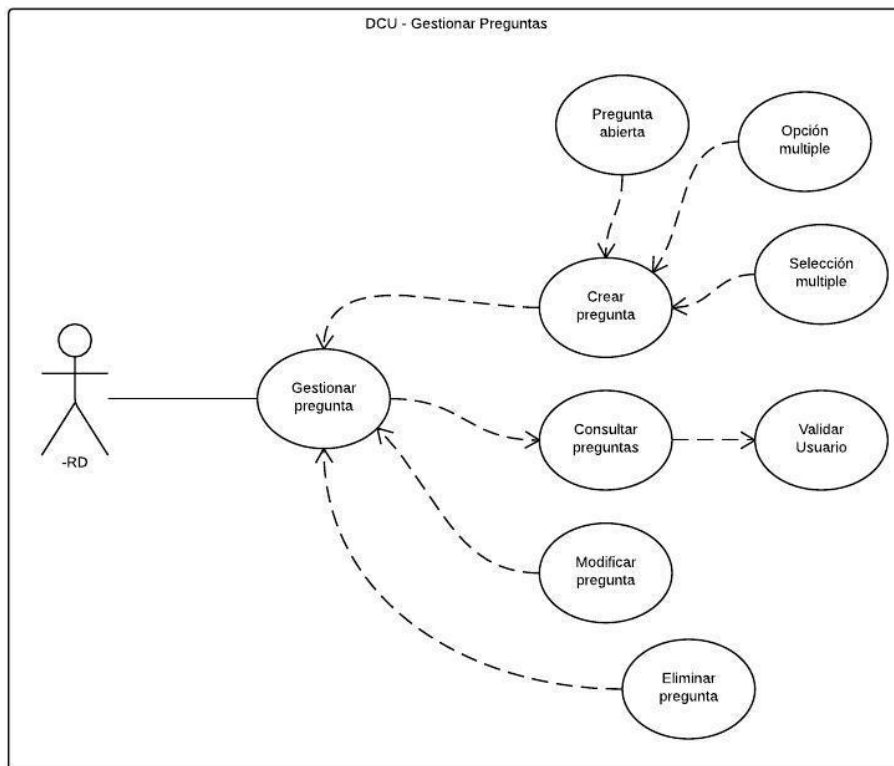 DCU - Gestionar Preguntas
Pregunta
abierta
Opción
multiple
Selección
multiple
Crear
pregunta
Gestionar
pregunta
Consultar
preguntas
Validar
Usuario
-RD
Modificar
pregunta
Eliminar
pregunta